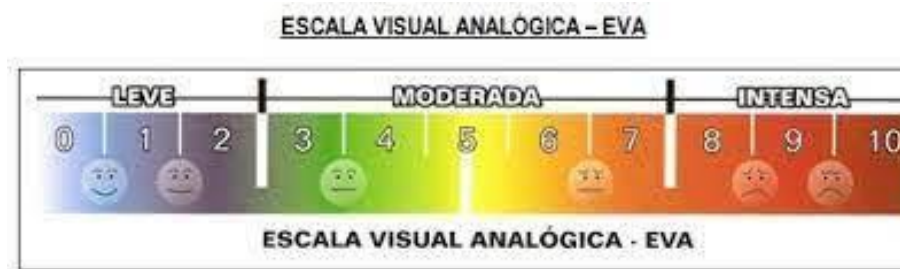 ESCALA VISUAL ANALÓGICA – EVA
LEVE MODERADA INTENSA
0 1 2 3 4 5 6 7 8 9 10
ESCALA VISUAL ANALÓGICA - EVA